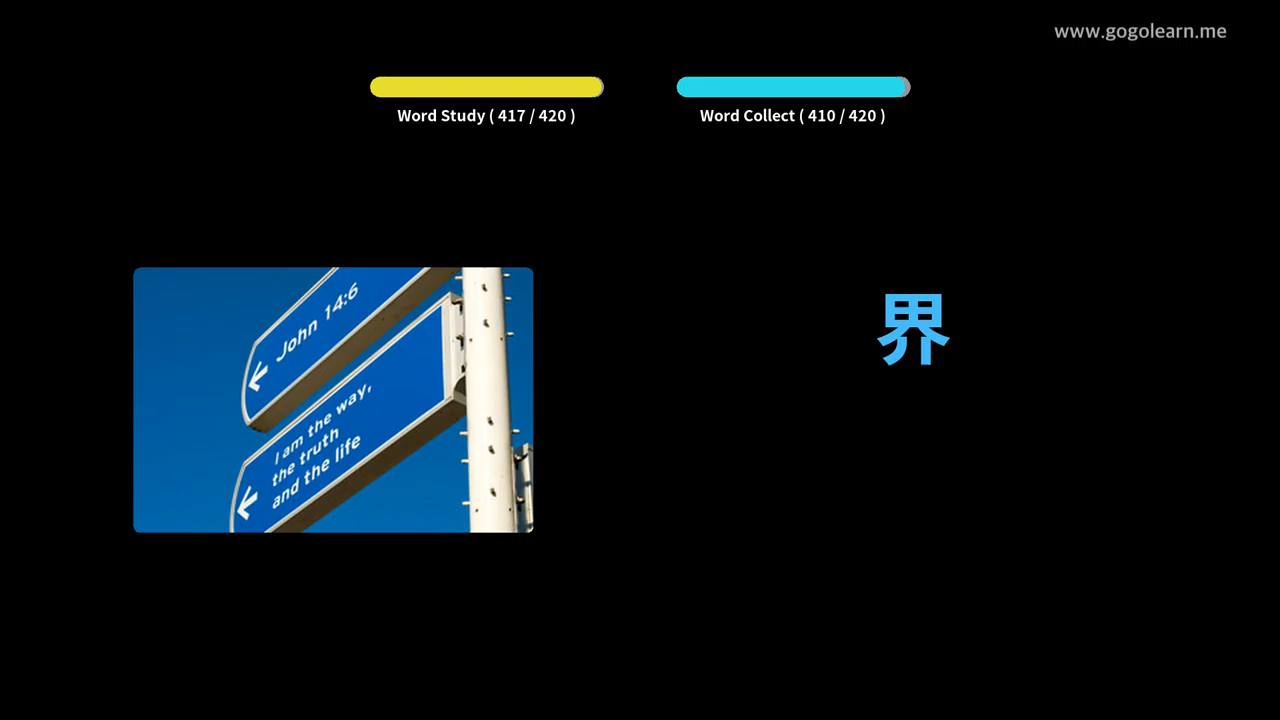 www.gogolearn.me
Word Study ( 417 / 420 )
Word Collect ( 410 / 420 )
John 14:6
I am the way,
the truth
and the life
界